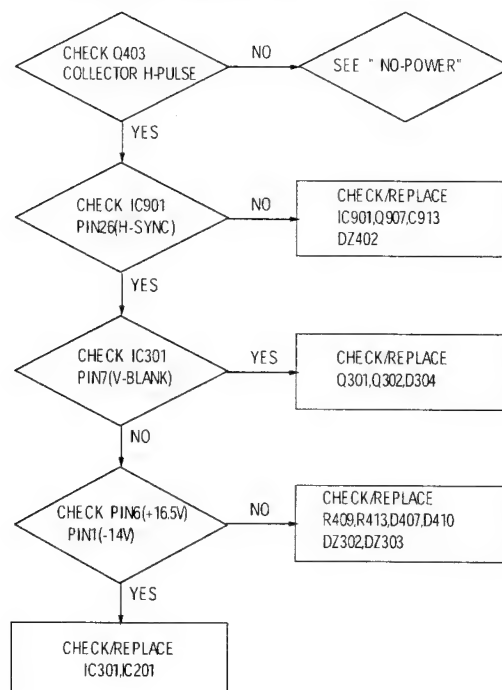 CHECK Q403
COLLECTOR H-PULSE
NO
SEE " NO-POWER"
YES
CHECK IC901
PIN26(H-SYNC)
NO
CHECK/REPLACE
IC901,Q907,C913
DZ402
YES
CHECK IC301
PIN7(V-BLANK)
YES
CHECK/REPLACE
Q301,Q302,D304
NO
CHECK PIN6(+16.5V)
PIN1(-14V)
NO
CHECK/REPLACE
R409,R413,D407,D410
DZ302,DZ303
YES
CHECK/REPLACE
IC301,IC201